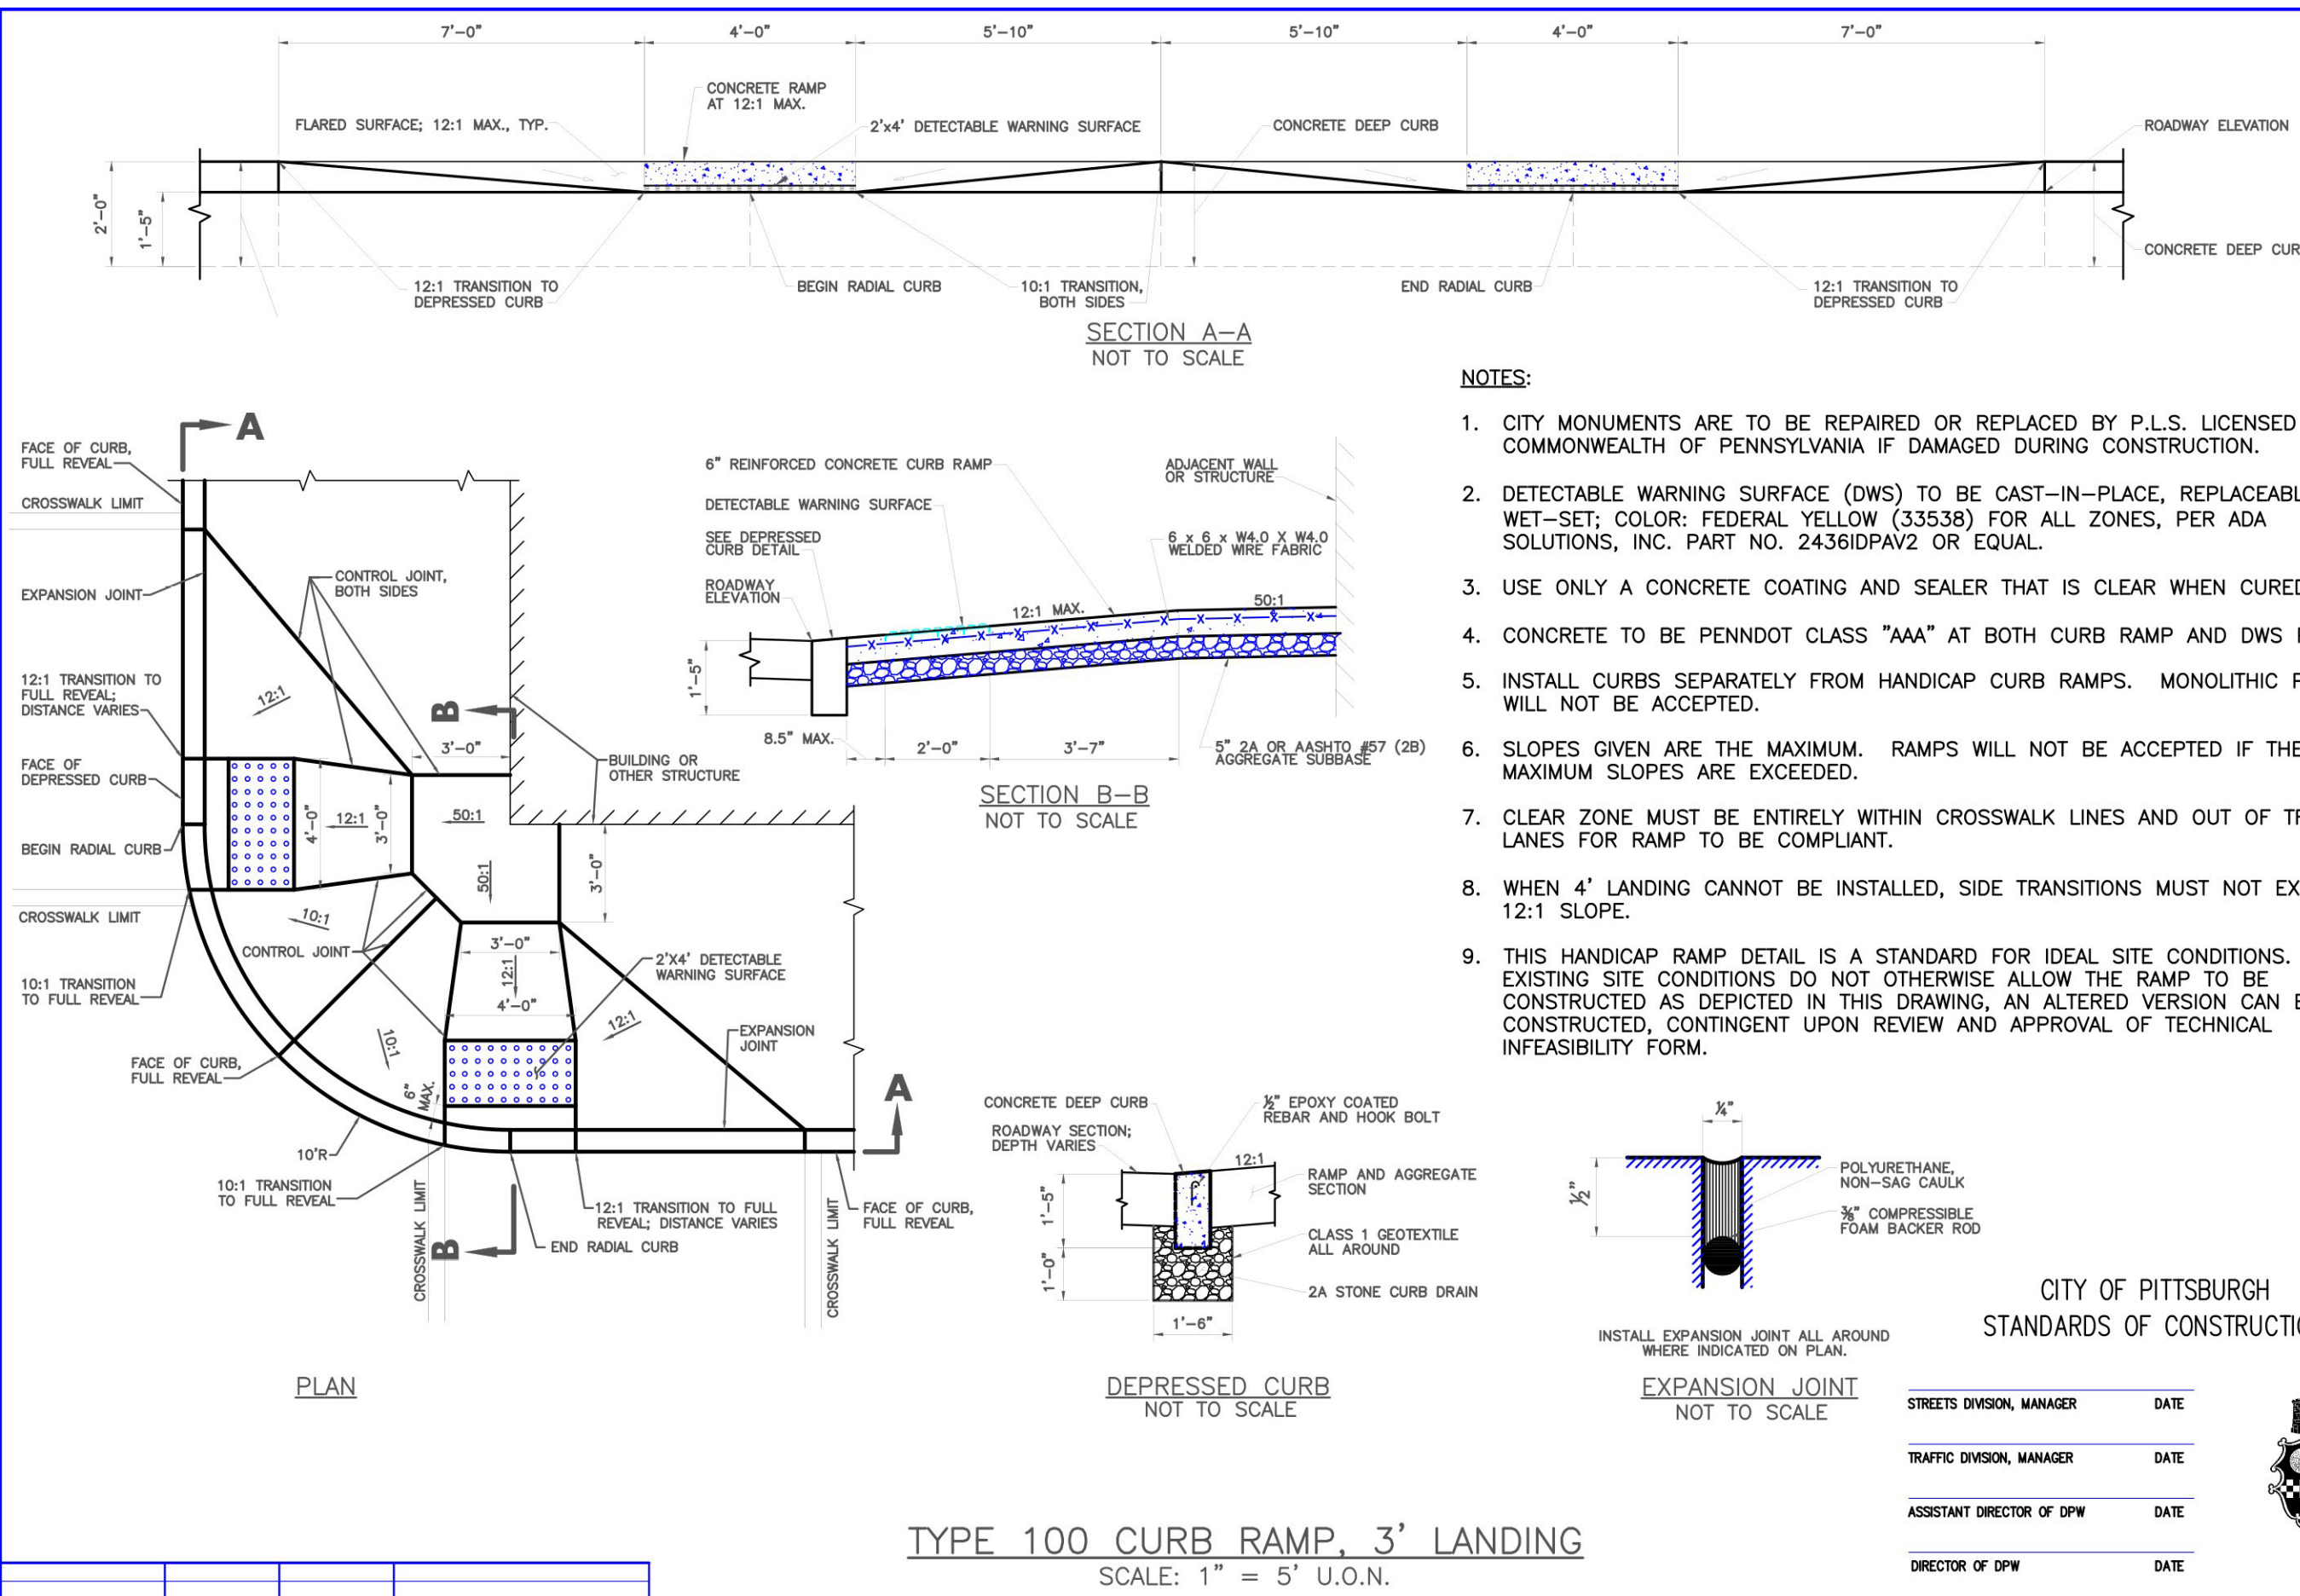 7'-0"
4'-0"
5'-10"
5'-10"
4'-0"
7'-0"
CONCRETE RAMP
AT 12:1 MAX.
FLARED SURFACE; 12:1 MAX., TYP.
2'x4' DETECTABLE WARNING SURFACE
CONCRETE DEEP CURB
ROADWAY ELEVATION
2'-0"
1'-5"
CONCRETE DEEP
12:1 TRANSITION TO
DEPRESSED CURB
BEGIN RADIAL CURB
10:1 TRANSITION,
BOTH SIDES
END RADIAL CURB
12:1 TRANSITION TO
DEPRESSED CURB
SECTION A-A
NOT TO SCALE
A
FACE OF CURB,
FULL REVEAL
CROSSWALK LIMIT
EXPANSION JOINT
CONTROL JOINT,
BOTH SIDES
12:1 TRANSITION TO
FULL REVEAL;
DISTANCE VARIES
12:1
B
3'-0"
FACE OF
DEPRESSED CURB
BUILDING OR
OTHER STRUCTURE
4'-0"
12:1
3'-0"
50:1
BEGIN RADIAL CURB
50:1
3'-0"
CROSSWALK LIMIT
10:1
CONTROL JOINT
3'-0"
12:1
4'-0"
2'X4' DETECTABLE
WARNING SURFACE
10:1 TRANSITION
TO FULL REVEAL
12:1
10:1
EXPANSION
JOINT
FACE OF CURB,
FULL REVEAL
6"
MAX.
A
10'R
10:1 TRANSITION
TO FULL REVEAL
CROSSWALK LIMIT
B
12:1 TRANSITION TO FULL
REVEAL; DISTANCE VARIES
END RADIAL CURB
CROSSWALK LIMIT
FACE OF CURB,
FULL REVEAL
PLAN
6" REINFORCED CONCRETE CURB RAMP
ADJACENT WALL
OR STRUCTURE
DETECTABLE WARNING SURFACE
SEE DEPRESSED
CURB DETAIL
6 x 6 x W4.0 X W4.0
WELDED WIRE FABRIC
ROADWAY
ELEVATION
12:1 MAX.
50:1
1'-5"
8.5" MAX.
2'-0"
3'-7"
5" 2A OR AASHTO #57 (2B)
AGGREGATE SUBBASE
SECTION B-B
NOT TO SCALE
NOTES:
1. CITY MONUMENTS ARE TO BE REPAIRED OR REPLACED BY P.L.S. LICENSED
COMMONWEALTH OF PENNSYLVANIA IF DAMAGED DURING CONSTRUCTION.
2. DETECTABLE WARNING SURFACE (DWS) TO BE CAST-IN-PLACE,
WET-SET; COLOR: FEDERAL YELLOW (33538) FOR ALL ZONES, PER ADA
SOLUTIONS, INC. PART NO. 2436IDPAV2 OR EQUAL.
3. USE ONLY A CONCRETE COATING AND SEALER THAT IS CLEAR WHEN CURED
4. CONCRETE TO BE PENNDOT CLASS "AAA" AT BOTH CURB RAMP AND DWS
5. INSTALL CURBS SEPARATELY FROM HANDICAP CURB RAMPS. MONOLITHIC
WILL NOT BE ACCEPTED.
6. SLOPES GIVEN ARE THE MAXIMUM. RAMPS WILL NOT BE ACCEPTED IF THE
MAXIMUM SLOPES ARE EXCEEDED.
7. CLEAR ZONE MUST BE ENTIRELY WITHIN CROSSWALK LINES AND OUT OF
LANES FOR RAMP TO BE COMPLIANT.
8. WHEN 4' LANDING CANNOT BE INSTALLED, SIDE TRANSITIONS MUST NOT
12:1 SLOPE.
9. THIS HANDICAP RAMP DETAIL IS A STANDARD FOR IDEAL SITE CONDITIONS.
EXISTING SITE CONDITIONS DO NOT OTHERWISE ALLOW THE RAMP TO BE
CONSTRUCTED AS DEPICTED IN THIS DRAWING, AN ALTERED VERSION CAN
CONSTRUCTED, CONTINGENT UPON REVIEW AND APPROVAL OF TECHNICAL
INFEASIBILITY FORM.
CONCRETE DEEP CURB
½" EPOXY COATED
REBAR AND HOOK BOLT
ROADWAY SECTION;
DEPTH VARIES
12:1
RAMP AND AGGREGATE
SECTION
1'-5"
CLASS 1 GEOTEXTILE
ALL AROUND
1'-0"
2A STONE CURB DRAIN
1'-6"
DEPRESSED CURB
NOT TO SCALE
¼"
½"
POLYURETHANE,
NON-SAG CAULK
⅜" COMPRESSIBLE
FOAM BACKER ROD
INSTALL EXPANSION JOINT ALL AROUND
WHERE INDICATED ON PLAN.
EXPANSION JOINT
NOT TO SCALE
CITY OF PITTSBURGH
STANDARDS OF
STREETS DIVISION, MANAGER DATE
TRAFFIC DIVISION, MANAGER DATE
ASSISTANT DIRECTOR OF DPW DATE
DIRECTOR OF DPW DATE
TYPE 100 CURB RAMP, 3' LANDING
SCALE: 1" = 5' U.O.N.